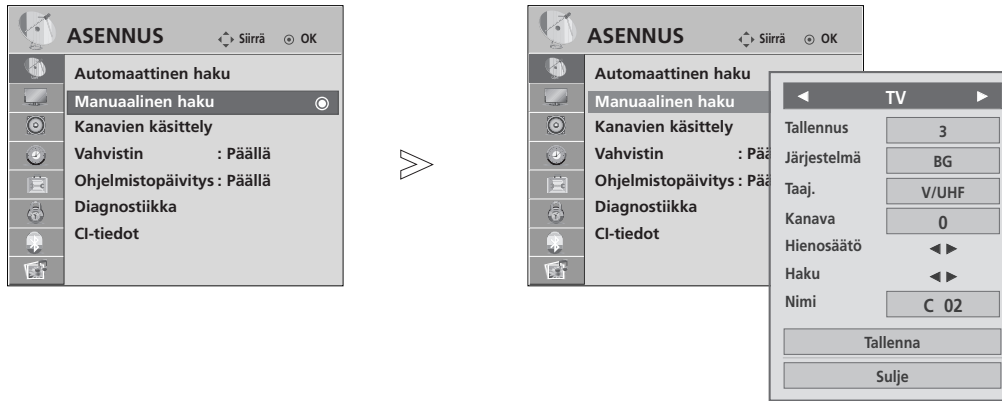 ASENNUS Siirrä OK
Automaattinen haku
Manuaalinen haku
Kanavien käsittely
Vahvistin : Päällä
Ohjelmistopäivitys : Päällä
Diagnostiikka
CI-tiedot
ASENNUS Siirrä OK
Automaattinen haku
Manuaalinen haku
Kanavien käsittely
Vahvistin : Pää
Ohjelmistopäivitys : Pää
Diagnostiikka
CI-tiedot
◄ TV ►
Tallennus 3
Järjestelmä BG
Taaj. V/UHF
Kanava 0
Hienosäätö ◄ ►
Haku ◄ ►
Nimi C 02
Tallenna
Sulje